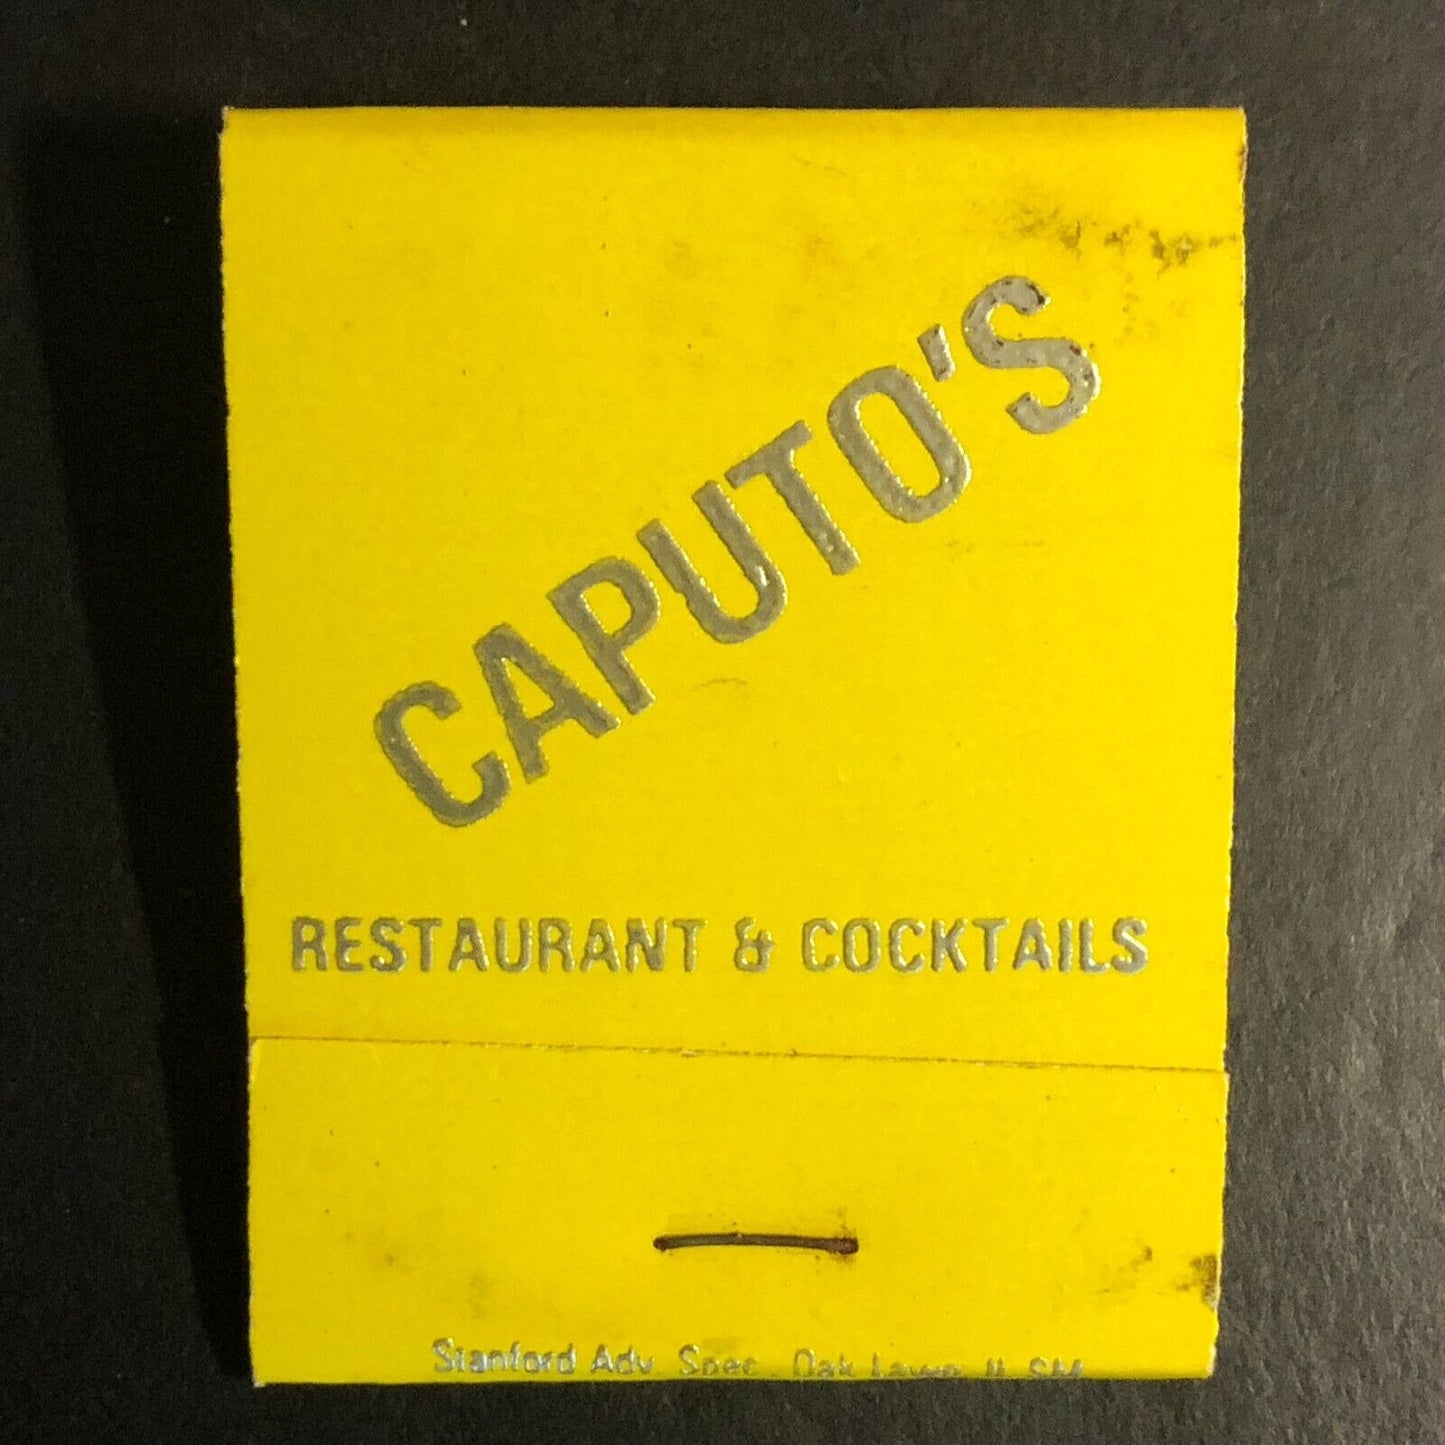 CAPUTO'S
RESTAURANT & COCKTAILS
Stanford Adv. Spec., Oak Lawn, IL SM